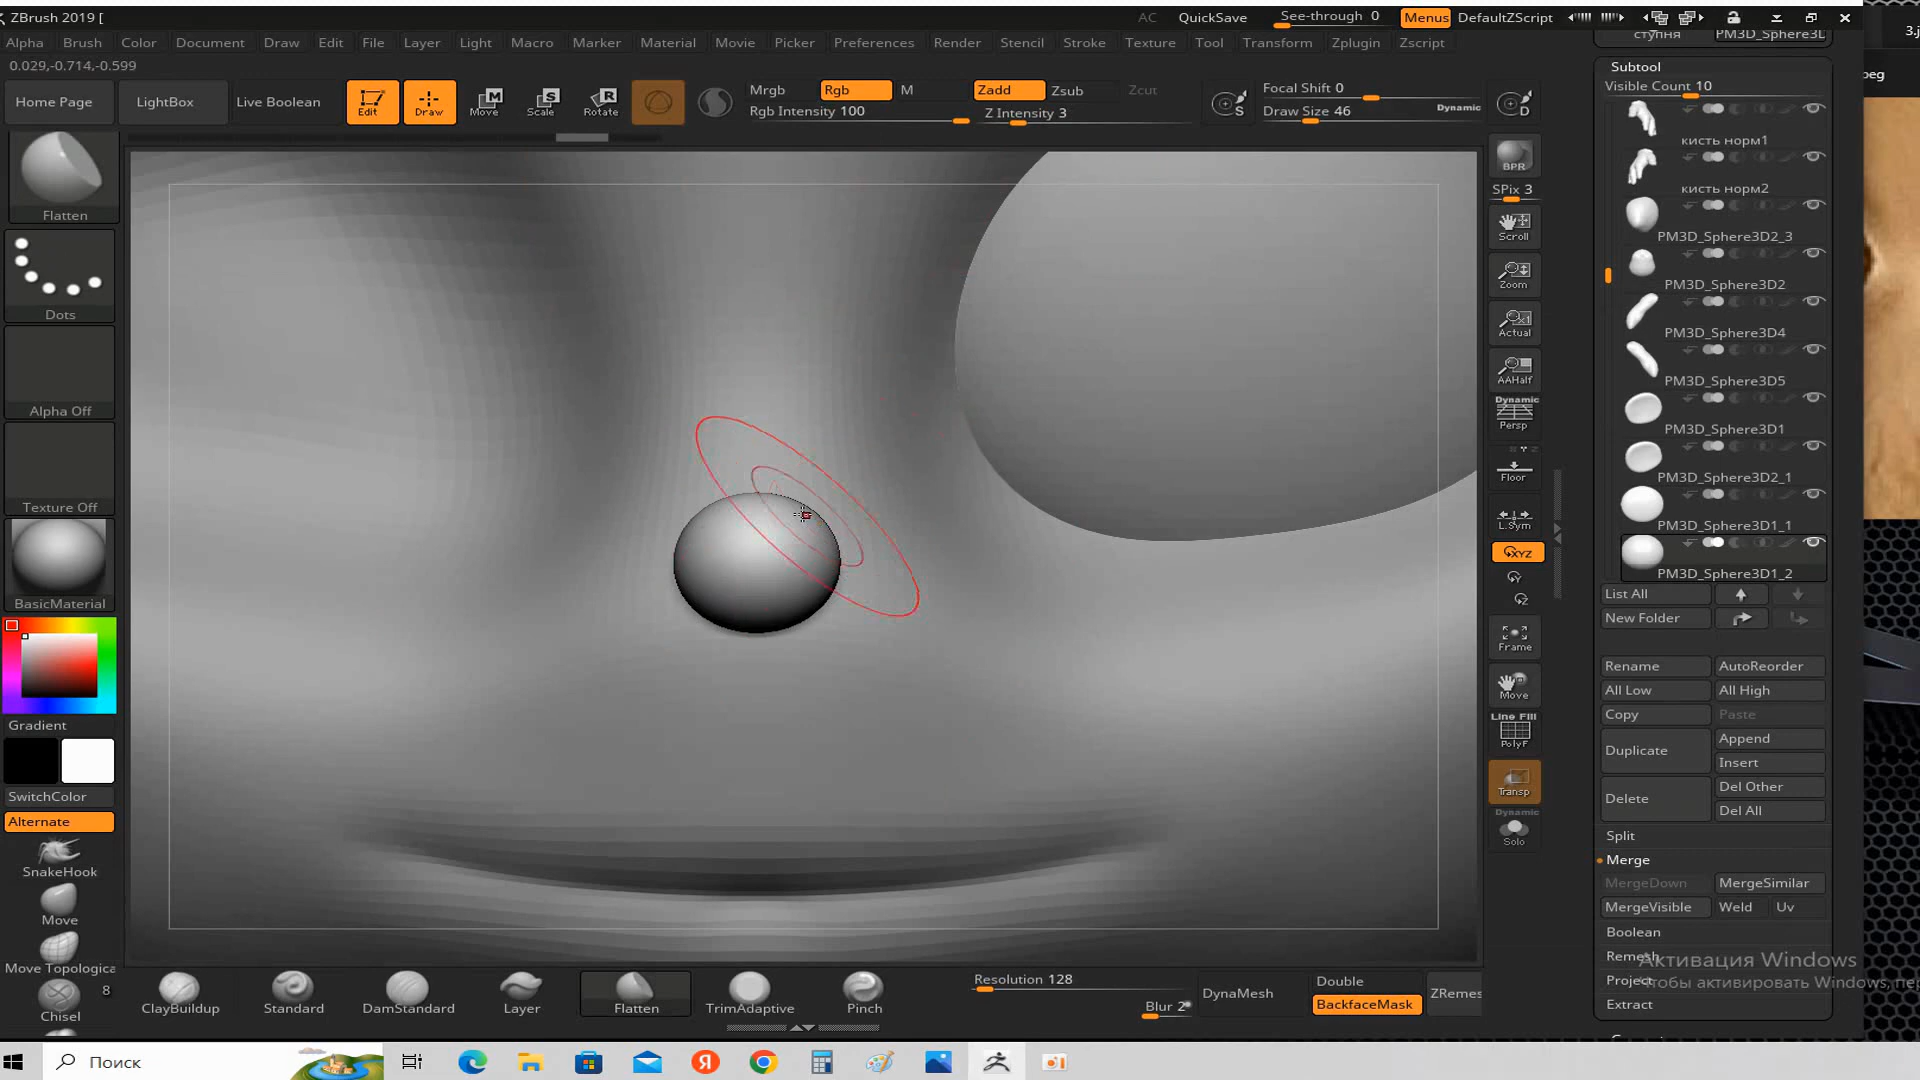 ZBrush 2019 [
AC
QuickSave
See-through 0
Menus
DefaultZScript
Alpha Brush Color Document Draw Edit File Layer Light Macro Marker Material Movie Picker Preferences Render Stencil Stroke Texture Tool Transform Zplugin Zscript
ступня
PM3D_Sphere3D
3.j
peg
0.029,-0.714,-0.599
Home Page
LightBox
Live Boolean
Edit
Draw
Move
Scale
Rotate
Mrgb
Rgb
M
Rgb Intensity 100
Zadd
Zsub
Zcut
Z Intensity 3
Focal Shift 0
Draw Size 46
Dynamic
Flatten
Dots
Alpha Off
Texture Off
BasicMaterial
Gradient
SwitchColor
Alternate
SnakeHook
Move
Move Topologica
8
Chisel
BPR
SPix 3
Scroll
Zoom
Actual
AAHalf
Dynamic
Persp
Floor
L.Sym
XYZ
Frame
Move
Line Fill
PolyF
Transp
Dynamic
Solo
Subtool
Visible Count 10
кисть норм1
кисть норм2
PM3D_Sphere3D2_3
PM3D_Sphere3D2
PM3D_Sphere3D4
PM3D_Sphere3D5
PM3D_Sphere3D1
PM3D_Sphere3D2_1
PM3D_Sphere3D1_1
PM3D_Sphere3D1_2
List All
New Folder
Rename
AutoReorder
All Low
All High
Copy
Paste
Duplicate
Append
Insert
Delete
Del Other
Del All
Split
Merge
MergeDown
MergeSimilar
MergeVisible
Weld
Uv
Boolean
Remesh
Project
Extract
Активация Windows
Чтобы активировать Windows, пер
ClayBuildup
Standard
DamStandard
Layer
Flatten
TrimAdaptive
Pinch
Resolution 128
Blur 2
DynaMesh
Double
BackfaceMask
ZRemes
Поиск